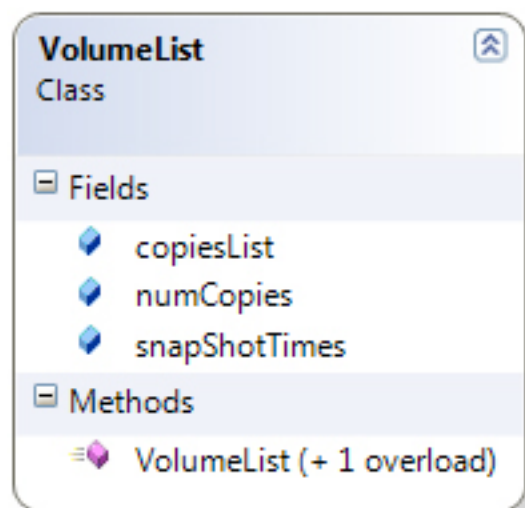 VolumeList
Class
Fields
copiesList
numCopies
snapShotTimes
Methods
VolumeList (+ 1 overload)